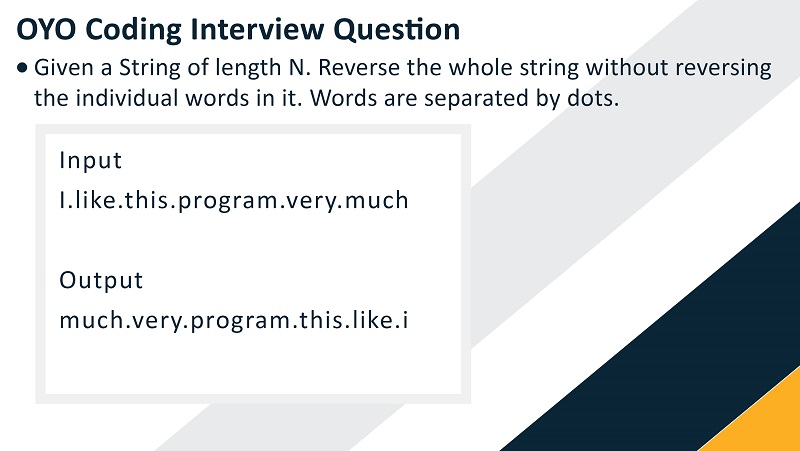 OYO Coding Interview Question
• Given a String of length N. Reverse the whole string without reversing
the individual words in it. Words are separated by dots.
Input
I.like.this.program.very.much
Output
much.very.program.this.like.i